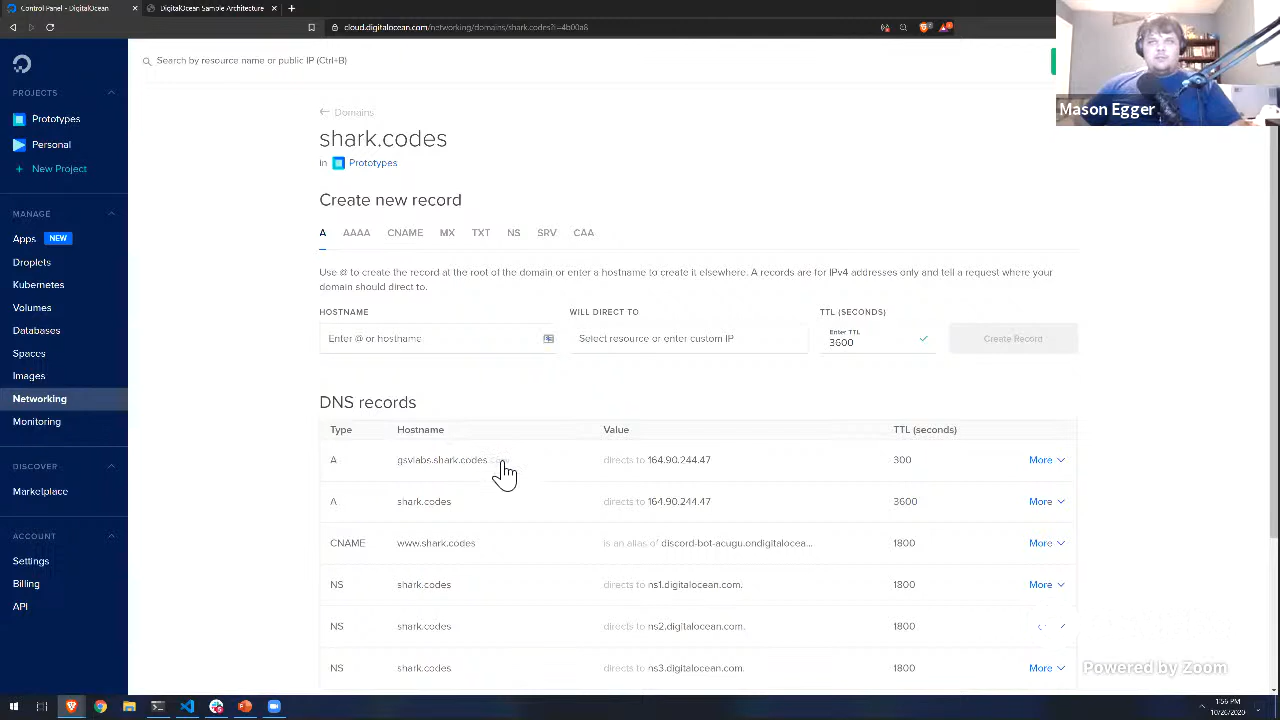 Control Panel - DigitalOcean
DigitalOcean Sample Architecture
cloud.digitalocean.com/networking/domains/shark.codes?i=4b00a8
Search by resource name or public IP (Ctrl+B)
Mason Egger
PROJECTS
Prototypes
Personal
+ New Project
MANAGE
Apps NEW
Droplets
Kubernetes
Volumes
Databases
Spaces
Images
Networking
Monitoring
DISCOVER
Marketplace
ACCOUNT
Settings
Billing
API
← Domains
shark.codes
in Prototypes
Create new record
A AAAA CNAME MX TXT NS SRV CAA
Use @ to create the record at the root of the domain or enter a hostname to create it elsewhere. A records are for IPv4 addresses only and tell a request where your
domain should direct to.
HOSTNAME WILL DIRECT TO TTL (SECONDS)
Enter @ or hostname Select resource or enter custom IP Enter TTL
3600 Create Record
DNS records
Type Hostname Value TTL (seconds)
A gsvlabs.shark.codes directs to 164.90.244.47 300 More
A shark.codes directs to 164.90.244.47 3600 More
CNAME www.shark.codes is an alias of discord-bot-acugu.ondigitalocea... 1800 More
NS shark.codes directs to ns1.digitalocean.com. 1800 More
NS shark.codes directs to ns2.digitalocean.com. 1800
NS shark.codes directs to ns3.digitalocean.com. 1800 More
Powered by Zoom
1:56 PM
10/26/2020